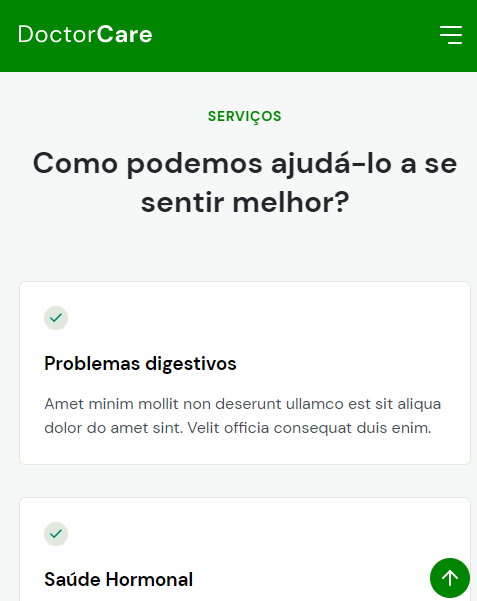 DoctorCare
SERVIÇOS
Como podemos ajudá-lo a se
sentir melhor?
Problemas digestivos
Amet minim mollit non deserunt ullamco est sit aliqua
dolor do amet sint. Velit officia consequat duis enim.
Saúde Hormonal